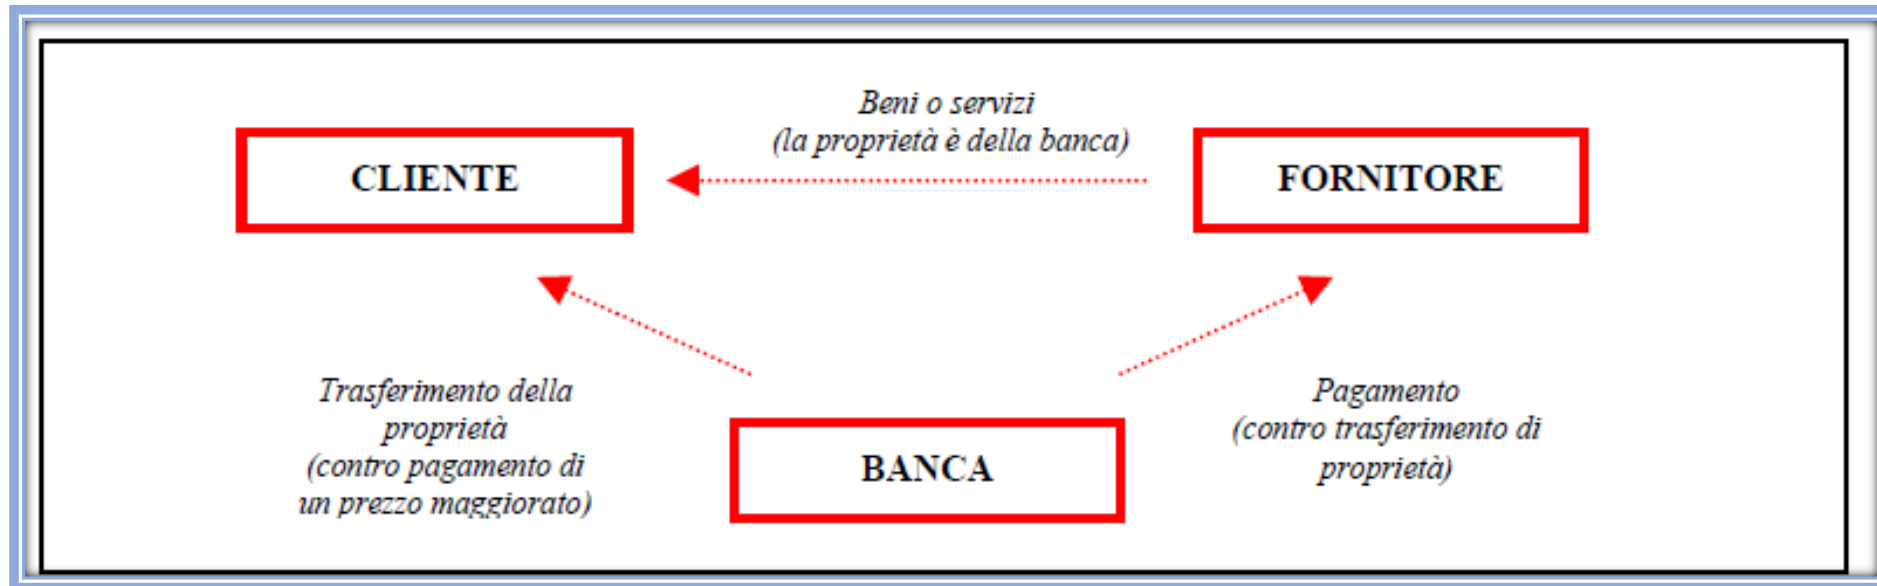 Beni o servizi
(la proprietà è della banca)
CLIENTE
FORNITORE
Trasferimento della
proprietà
(contro pagamento di
un prezzo maggiorato)
BANCA
Pagamento
(contro trasferimento di
proprietà)